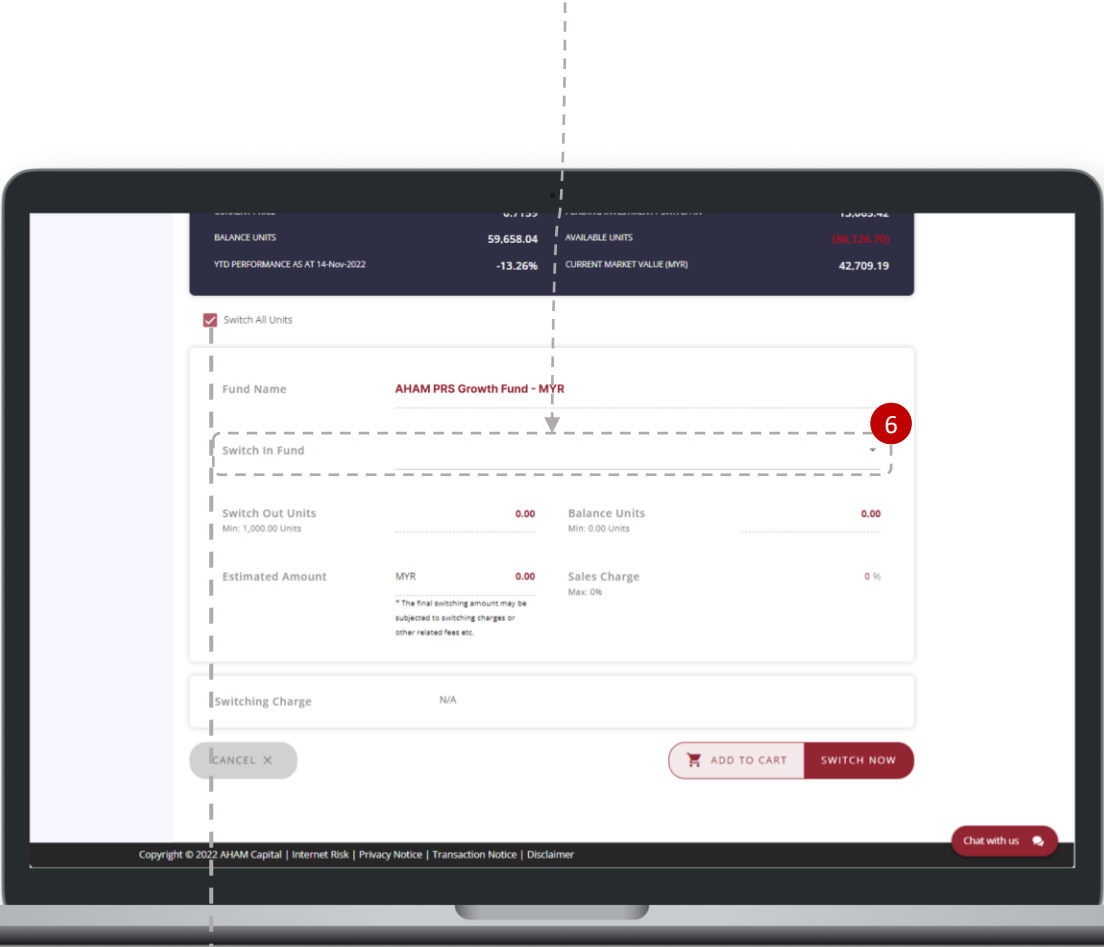 0.7159 13,083.42
BALANCE UNITS 59,658.04 AVAILABLE UNITS (86,126.70)
YTD PERFORMANCE AS AT 14-Nov-2022 -13.26% CURRENT MARKET VALUE (MYR) 42,709.19
Switch All Units
Fund Name AHAM PRS Growth Fund - MYR
6
Switch In Fund
Switch Out Units 0.00 Balance Units 0.00
Min: 1,000.00 Units Min: 0.00 Units
Estimated Amount MYR 0.00 Sales Charge 0 %
Max: 0%
* The final switching amount may be
subjected to switching charges or
other related fees etc.
Switching Charge N/A
CANCEL ADD TO CART SWITCH NOW
Chat with us
Copyright © 2022 AHAM Capital | Internet Risk | Privacy Notice | Transaction Notice | Disclaimer